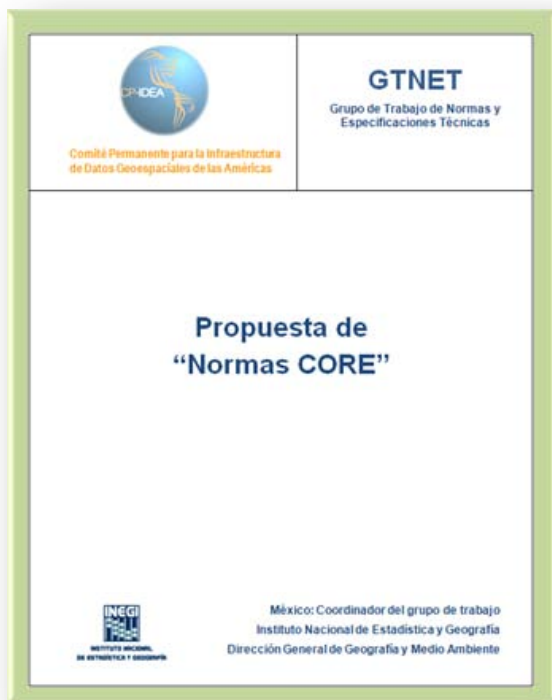 CP-IDEA
Comité Permanente para la Infraestructura
de Datos Geoespaciales de las Américas
GTNET
Grupo de Trabajo de Normas y
Especificaciones Técnicas
Propuesta de
“Normas CORE”
INEGI
INSTITUTO NACIONAL
DE ESTADÍSTICA Y GEOGRAFÍA
México: Coordinador del grupo de trabajo
Instituto Nacional de Estadística y Geografía
Dirección General de Geografía y Medio Ambiente